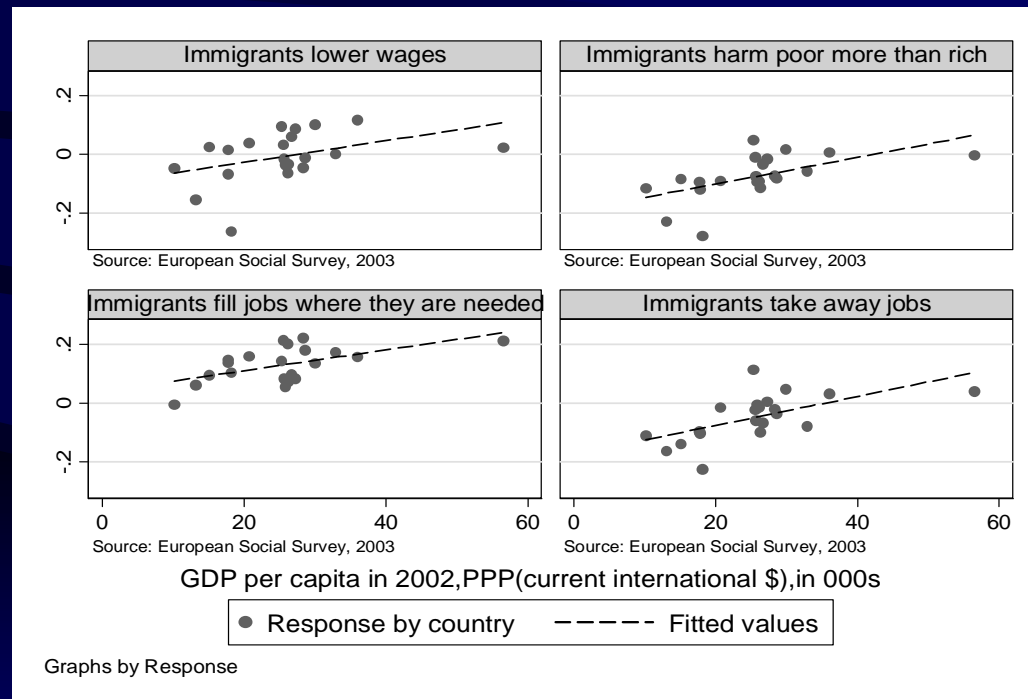 Immigrants lower wages
Immigrants harm poor more than rich
.2
0
-.2
Source: European Social Survey, 2003
Source: European Social Survey, 2003
Immigrants fill jobs where they are needed
Immigrants take away jobs
.2
0
-.2
0 20 40 60
0 20 40 60
Source: European Social Survey, 2003
Source: European Social Survey, 2003
GDP per capita in 2002,PPP(current international $),in 000s
Response by country
Fitted values
Graphs by Response